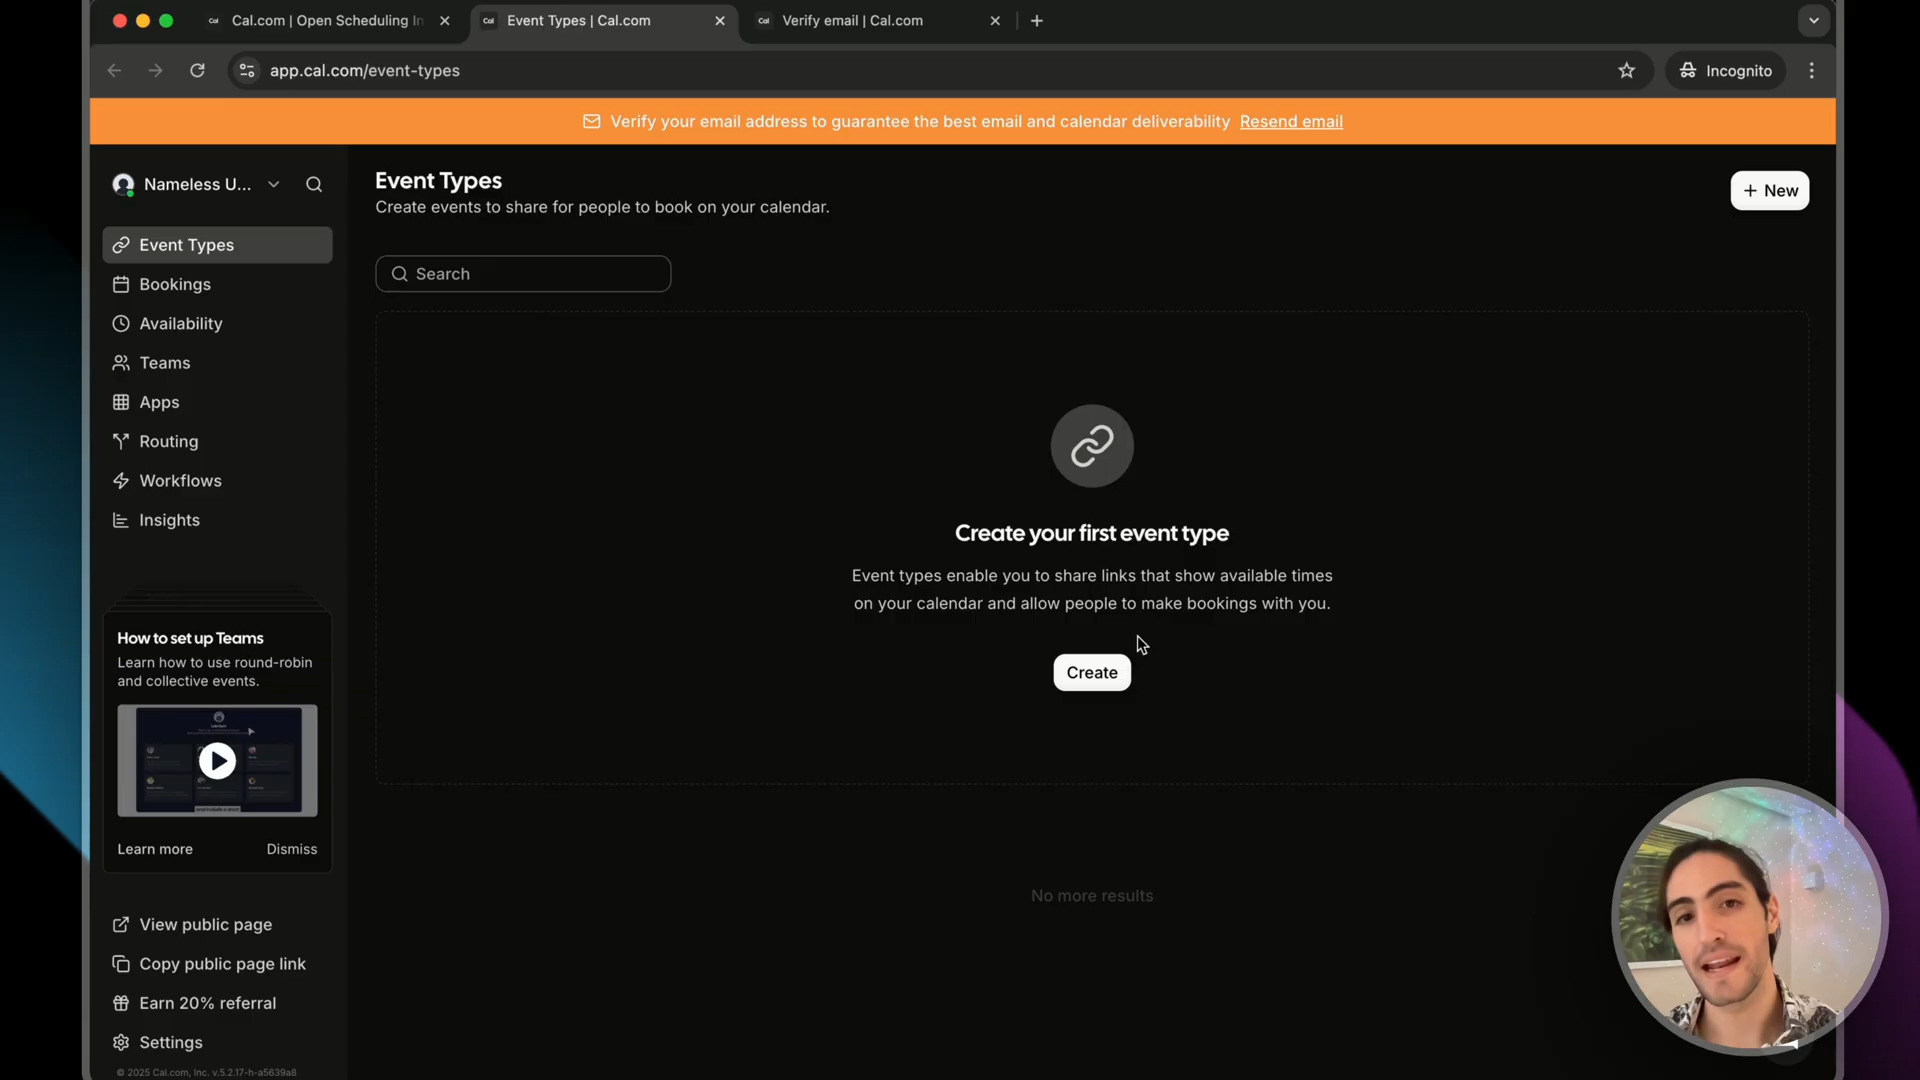 Cal.com | Open Scheduling In
Event Types | Cal.com
Verify email | Cal.com
app.cal.com/event-types
Incognito
Verify your email address to guarantee the best email and calendar deliverability Resend email
Nameless U...
Event Types
Bookings
Availability
Teams
Apps
Routing
Workflows
Insights
How to set up Teams
Learn how to use round-robin
and collective events.
Learn more
Dismiss
View public page
Copy public page link
Earn 20% referral
Settings
© 2025 Cal.com, Inc. v.5.2.17-h-a5639a8
Event Types
Create events to share for people to book on your calendar.
+ New
Search
Create your first event type
Event types enable you to share links that show available times
on your calendar and allow people to make bookings with you.
Create
No more results